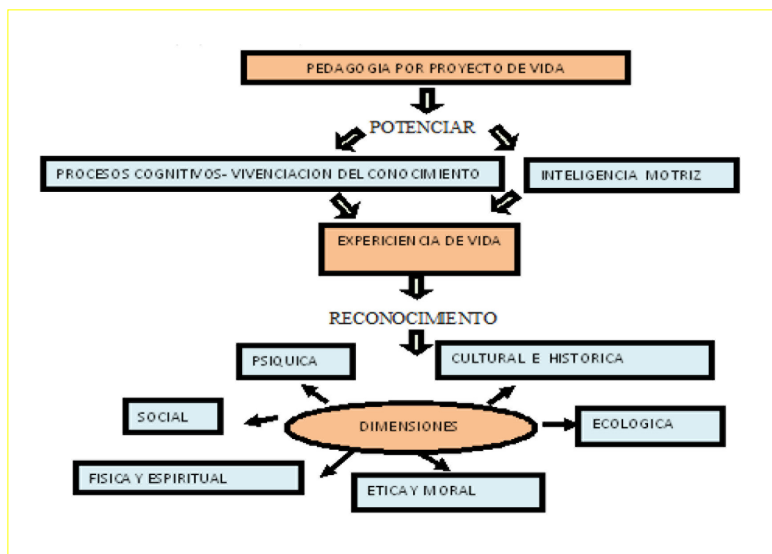 PEDAGOGIA POR PROYECTO DE VIDA
POTENCIAR
PROCESOS COGNITIVOS- VIVENCIACION DEL CONOCIMIENTO
INTELIGENCIA MOTRIZ
EXPERICIENCIA DE VIDA
RECONOCIMIENTO
PSIQUICA
CULTURAL E HISTORICA
SOCIAL
DIMENSIONES
ECOLOGICA
FISICA Y ESPIRITUAL
ETICA Y MORAL